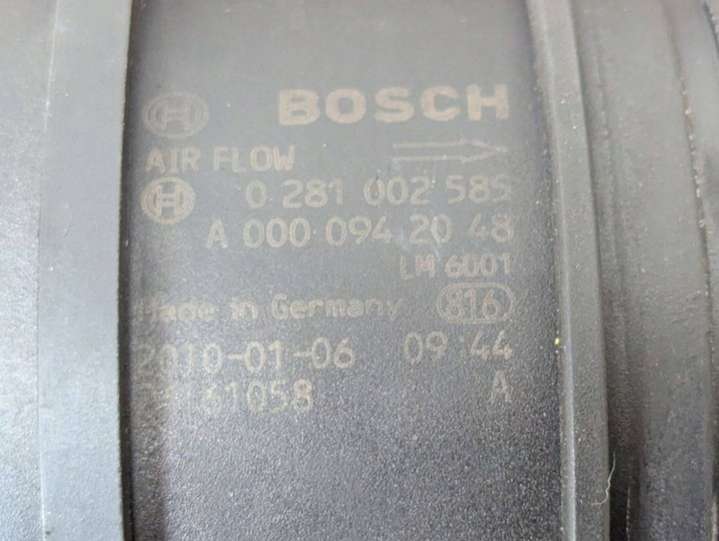 BOSCH
AIR FLOW
0 281 002 585
A 000 094 20 48
LM 6001
Made in Germany 816
2010-01-06 09:44
A